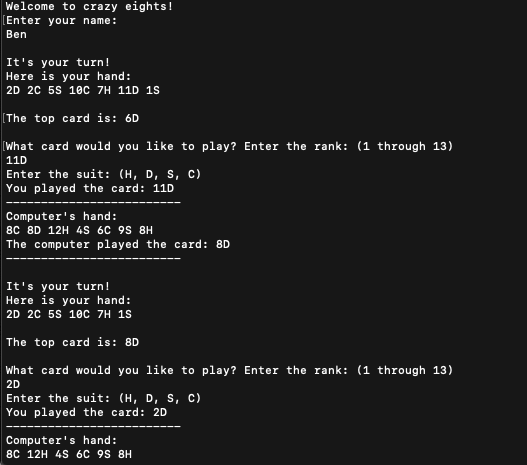 Welcome to crazy eights!
[Enter your name:
Ben
It's your turn!
Here is your hand:
2D 2C 5S 10C 7H 11D 1S
[The top card is: 6D
[What card would you like to play? Enter the rank: (1 through 13)
11D
Enter the suit: (H, D, S, C)
You played the card: 11D
-------------------------
Computer's hand:
8C 8D 12H 4S 6C 9S 8H
The computer played the card: 8D
-------------------------
It's your turn!
Here is your hand:
2D 2C 5S 10C 7H 1S
The top card is: 8D
What card would you like to play? Enter the rank: (1 through 13)
2D
Enter the suit: (H, D, S, C)
You played the card: 2D
-------------------------
Computer's hand:
8C 12H 4S 6C 9S 8H